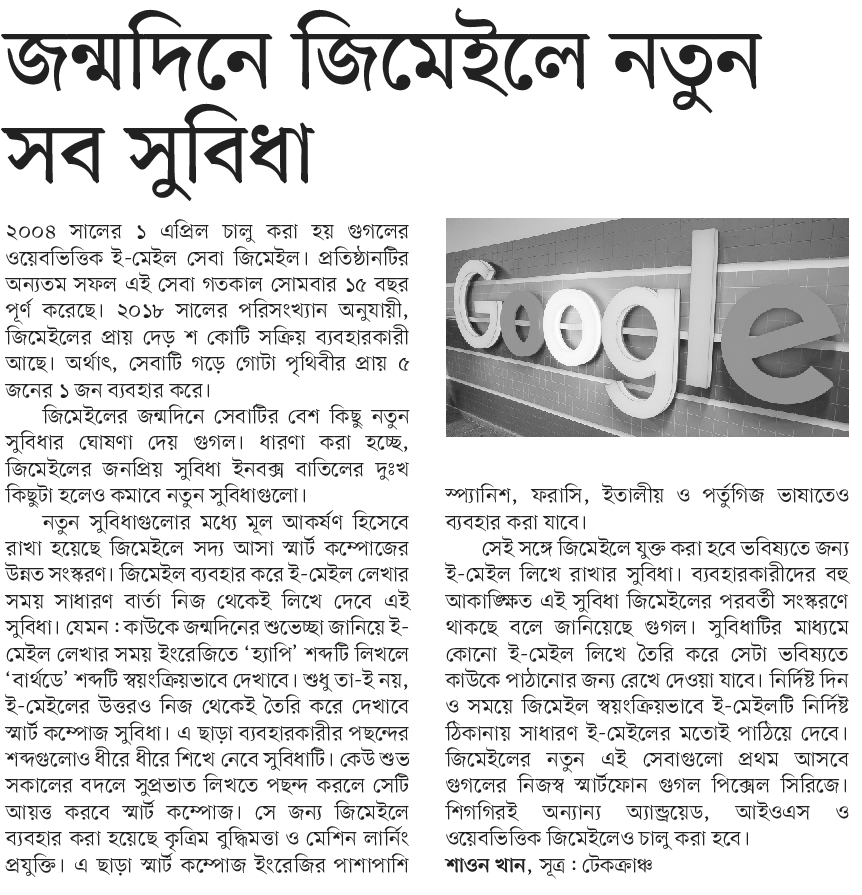 জন্মদিনে জিমেইলে নতুন
সব সুবিধা
২০০৪ সালের ১ এপ্রিল চালু করা হয় গুগলের
ওয়েবভিত্তিক ই-মেইল সেবা জিমেইল। প্রতিষ্ঠানটির
অন্যতম সফল এই সেবা গতকাল সোমবার ১৫ বছর
পূর্ণ করেছে। ২০১৮ সালের পরিসংখ্যান অনুযায়ী,
জিমেইলের প্রায় দেড় শ কোটি সক্রিয় ব্যবহারকারী
আছে। অর্থাৎ, সেবাটি গড়ে গোটা পৃথিবীর প্রায় ৫
জনের ১ জন ব্যবহার করে।
জিমেইলের জন্মদিনে সেবাটির বেশ কিছু নতুন
সুবিধার ঘোষণা দেয় গুগল। ধারণা করা হচ্ছে,
জিমেইলের জনপ্রিয় সুবিধা ইনবক্স বাতিলের দুঃখ
কিছুটা হলেও কমাবে নতুন সুবিধাগুলো।
নতুন সুবিধাগুলোর মধ্যে মূল আকর্ষণ হিসেবে
রাখা হয়েছে জিমেইলে সদ্য আসা স্মার্ট কম্পোজের
উন্নত সংস্করণ। জিমেইল ব্যবহার করে ই-মেইল লেখার
সময় সাধারণ বার্তা নিজ থেকেই লিখে দেবে এই
সুবিধা। যেমন : কাউকে জন্মদিনের শুভেচ্ছা জানিয়ে ই-
মেইল লেখার সময় ইংরেজিতে ‘হ্যাপি’ শব্দটি লিখলে
‘বার্থডে’ শব্দটি স্বয়ংক্রিয়ভাবে দেখাবে। শুধু তা-ই নয়,
ই-মেইলের উত্তরও নিজ থেকেই তৈরি করে দেখাবে
স্মার্ট কম্পোজ সুবিধা। এ ছাড়া ব্যবহারকারীর পছন্দের
শব্দগুলোও ধীরে ধীরে শিখে নেবে সুবিধাটি। কেউ শুভ
সকালের বদলে সুপ্রভাত লিখতে পছন্দ করলে সেটি
আয়ত্ত করবে স্মার্ট কম্পোজ। সে জন্য জিমেইলে
ব্যবহার করা হয়েছে কৃত্রিম বুদ্ধিমত্তা ও মেশিন লার্নিং
প্রযুক্তি। এ ছাড়া স্মার্ট কম্পোজ ইংরেজির পাশাপাশি
Google
স্প্যানিশ, ফরাসি, ইতালীয় ও পর্তুগিজ ভাষাতেও
ব্যবহার করা যাবে।
সেই সঙ্গে জিমেইলে যুক্ত করা হবে ভবিষ্যতে জন্য
ই-মেইল লিখে রাখার সুবিধা। ব্যবহারকারীদের বহু
আকাঙ্ক্ষিত এই সুবিধা জিমেইলের পরবর্তী সংস্করণে
থাকছে বলে জানিয়েছে গুগল। সুবিধাটির মাধ্যমে
কোনো ই-মেইল লিখে তৈরি করে সেটা ভবিষ্যতে
কাউকে পাঠানোর জন্য রেখে দেওয়া যাবে। নির্দিষ্ট দিন
ও সময়ে জিমেইল স্বয়ংক্রিয়ভাবে ই-মেইলটি নির্দিষ্ট
ঠিকানায় সাধারণ ই-মেইলের মতোই পাঠিয়ে দেবে।
জিমেইলের নতুন এই সেবাগুলো প্রথম আসবে
গুগলের নিজস্ব স্মার্টফোন গুগল পিক্সেল সিরিজে।
শিগগিরই অন্যান্য অ্যান্ড্রয়েড, আইওএস ও
ওয়েবভিত্তিক জিমেইলেও চালু করা হবে।
শাওন খান, সূত্র : টেকক্রাঞ্চ